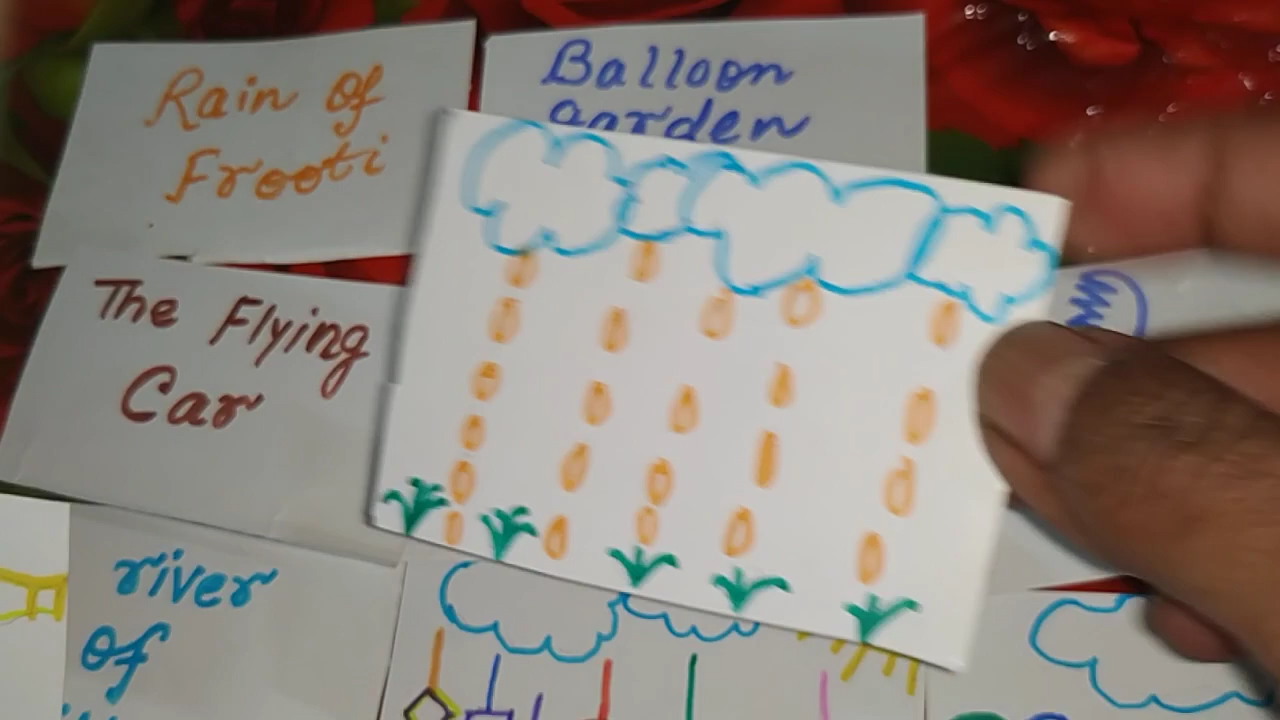 Rain Of
Frooti
Balloon
garden
The Flying
Car
river
of